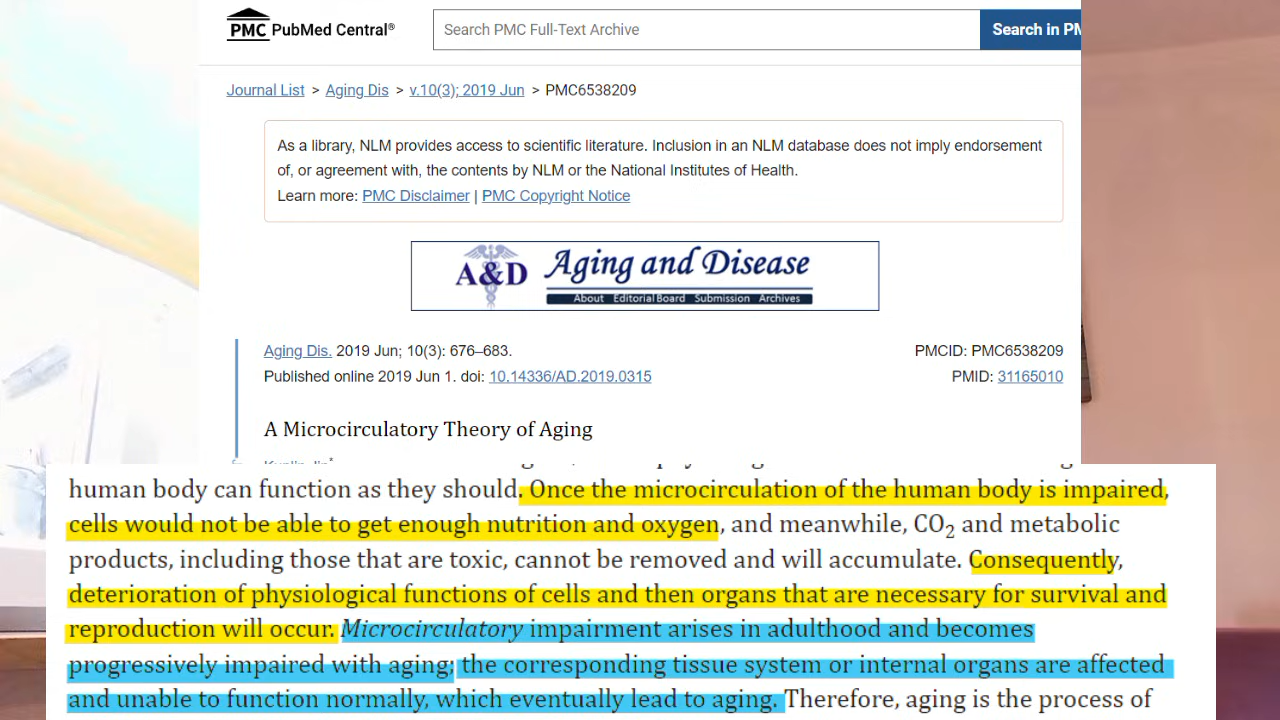 PMC PubMed Central®
Search PMC Full-Text Archive
Search in PM
Journal List > Aging Dis > v.10(3); 2019 Jun > PMC6538209
As a library, NLM provides access to scientific literature. Inclusion in an NLM database does not imply endorsement
of, or agreement with, the contents by NLM or the National Institutes of Health.
Learn more: PMC Disclaimer | PMC Copyright Notice
A&D Aging and Disease
About Editorial Board Submission Archives
Aging Dis. 2019 Jun; 10(3): 676–683. PMCID: PMC6538209
Published online 2019 Jun 1. doi: 10.14336/AD.2019.0315 PMID: 31165010
A Microcirculatory Theory of Aging
human body can function as they should. Once the microcirculation of the human body is impaired,
cells would not be able to get enough nutrition and oxygen, and meanwhile, CO2 and metabolic
products, including those that are toxic, cannot be removed and will accumulate. Consequently,
deterioration of physiological functions of cells and then organs that are necessary for survival and
reproduction will occur. Microcirculatory impairment arises in adulthood and becomes
progressively impaired with aging; the corresponding tissue system or internal organs are affected
and unable to function normally, which eventually lead to aging. Therefore, aging is the process of